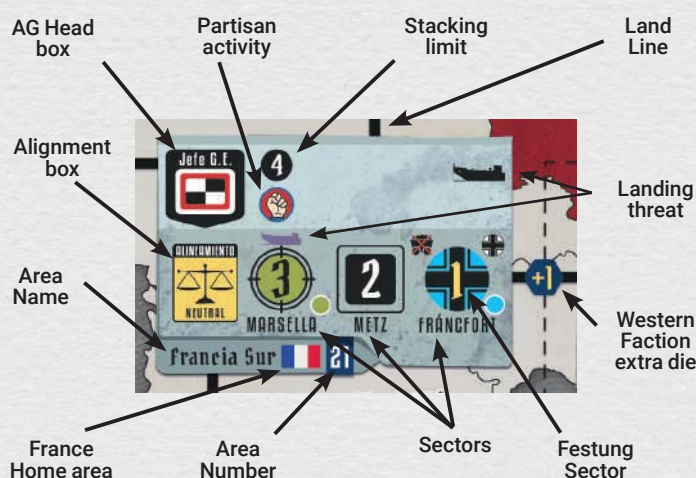 AG Head
box
Partisan
activity
Stacking
limit
Land
Line
Alignment
box
Jefe G.E.
4
Landing
threat
ALINEAMIENTO
NEUTRAL
3
2
1
+1
MARSELLA
METZ
FRÁNCFORT
Area
Name
Francia Sur
21
Western
Faction
extra die
France
Home area
Area
Number
Sectors
Festung
Sector